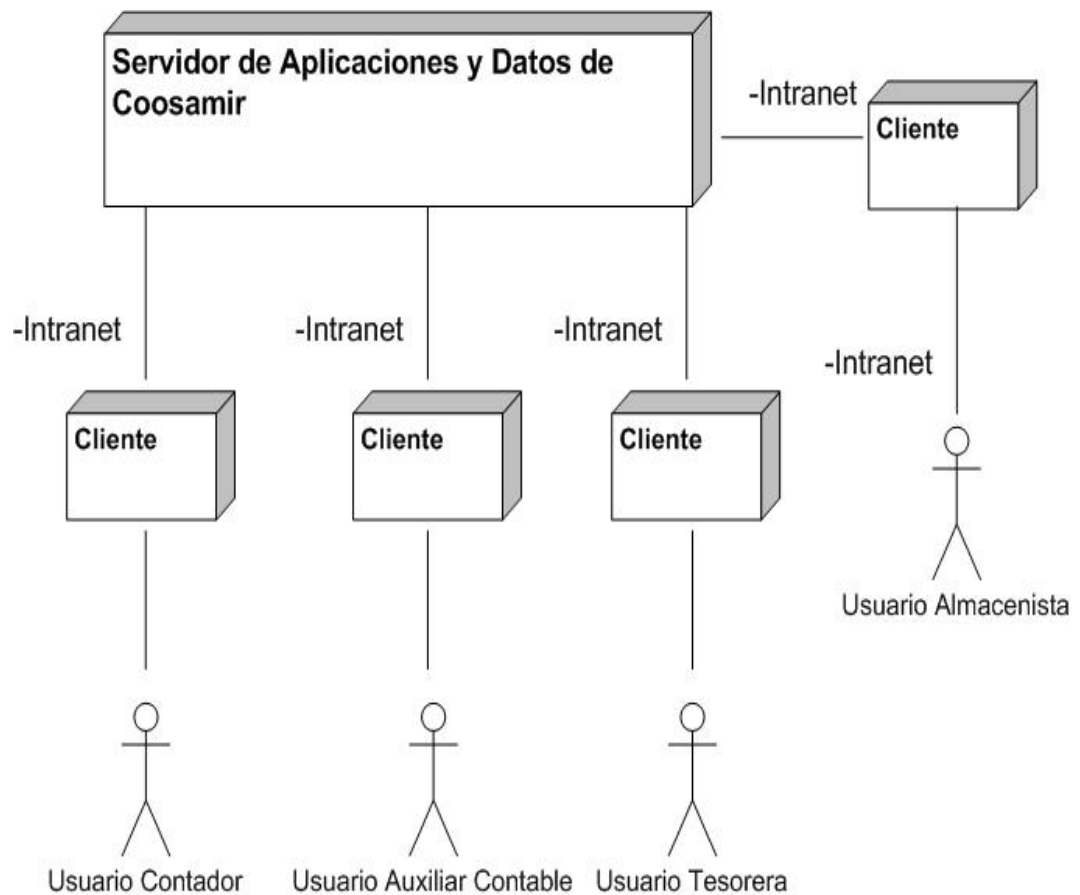 Servidor de Aplicaciones y Datos de
Coosamir
-Intranet
Cliente
-Intranet
-Intranet
-Intranet
-Intranet
Cliente
Cliente
Cliente
Usuario Almacenista
Usuario Contador
Usuario Auxiliar Contable
Usuario Tesorera